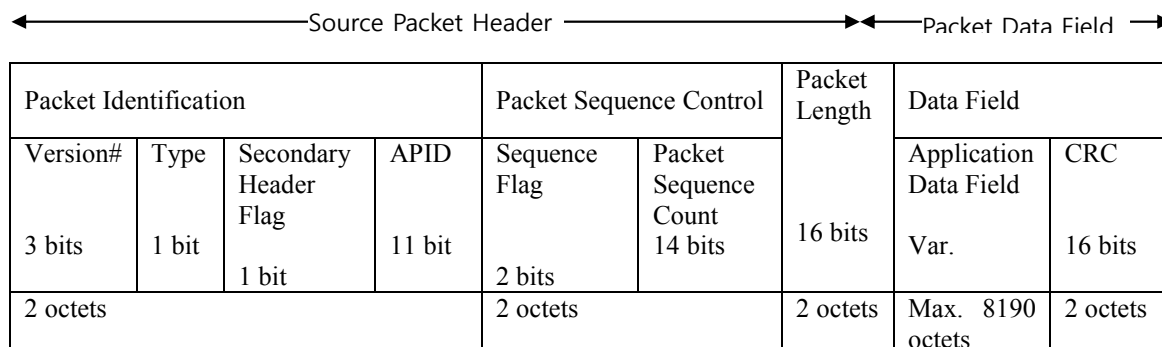 Source Packet Header
Packet Data Field
Packet Identification
Packet Sequence Control
Packet
Length
Data Field
Version#
3 bits
Type
1 bit
Secondary
Header
Flag
1 bit
APID
11 bit
Sequence
Flag
2 bits
Packet
Sequence
Count
14 bits
16 bits
Application
Data Field
Var.
CRC
16 bits
2 octets
2 octets
2 octets
Max. 8190
octets
2 octets